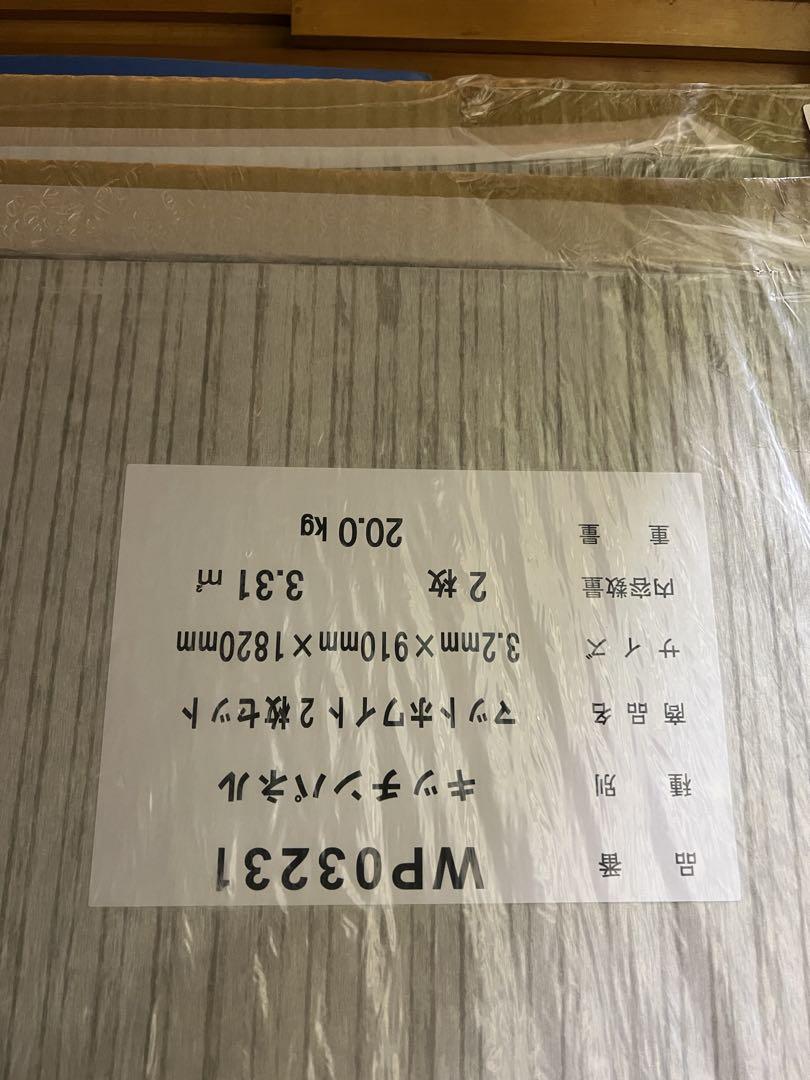 品番 WP03231
種別 キッチンパネル
商品名 マットホワイト2枚セット
サイズ 3.2mm×910mm×1820mm
内容数量 2枚 3.31㎡
重量 20.0kg